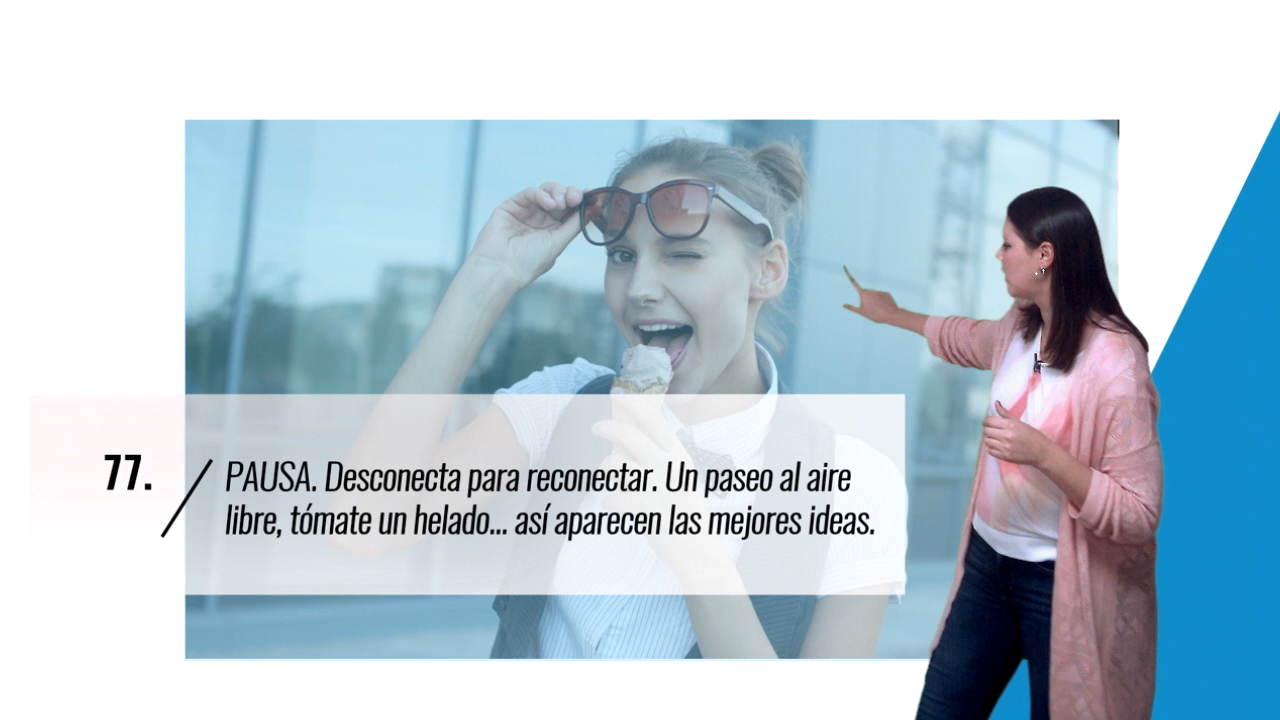 77.
PAUSA. Desconecta para reconectar. Un paseo al aire
libre, tómate un helado... así aparecen las mejores ideas.